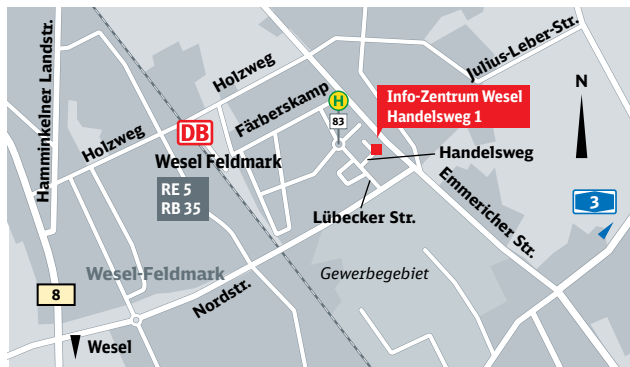 Hamminkelner Landstr.
Holzweg
Holzweg
Färberskamp
H
83
Julius-Leber-Str.
N
Info-Zentrum Wesel
Handelsweg 1
DB
Wesel Feldmark
RE 5
RB 35
Handelsweg
Lübecker Str.
Emmericher Str.
3
Wesel-Feldmark
Gewerbegebiet
8
Nordstr.
Wesel